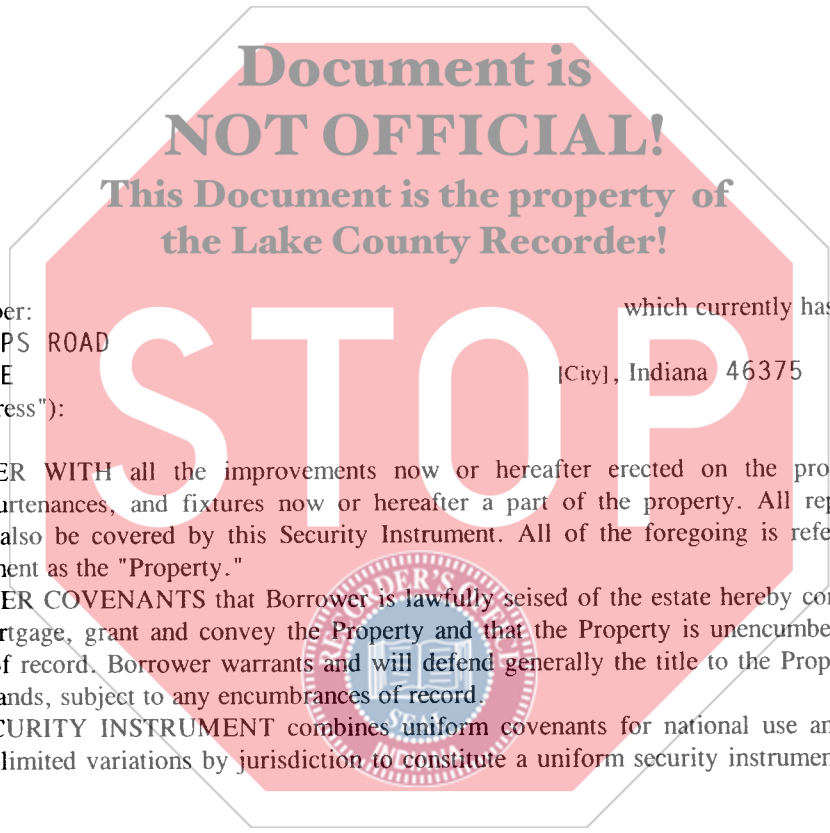 Document is
NOT OFFICIAL!
This Document is the property of
the Lake County Recorder!
per: which currently has
PS ROAD
E [City], Indiana 46375
ress"):
STOP
ER WITH all the improvements now or hereafter erected on the pro
urtenances, and fixtures now or hereafter a part of the property. All rep
also be covered by this Security Instrument. All of the foregoing is refe
ment as the "Property."
ER COVENANTS that Borrower is lawfully seised of the estate hereby con
rtgage, grant and convey the Property and that the Property is unencumbe
of record. Borrower warrants and will defend generally the title to the Prop
ands, subject to any encumbrances of record.
CURITY INSTRUMENT combines uniform covenants for national use an
limited variations by jurisdiction to constitute a uniform security instrumen
SEAL
INDIANA